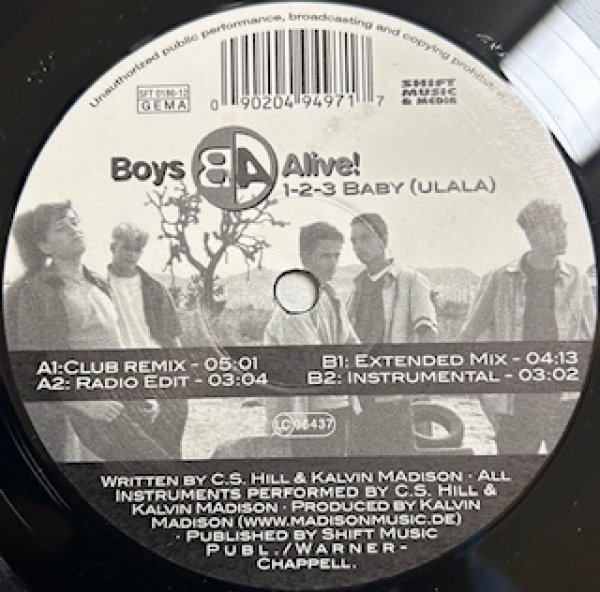 Unauthorized public performance, broadcasting and copying prohibit
SFT 0186-12
GEMA
0 90204 94971 7
SHIFT
MUSIC
& MEDIA
Boys BA Alive!
1-2-3 BABY (ULALA)
A1:CLUB REMIX - 05:01
A2: RADIO EDIT - 03:04
B1: EXTENDED MIX - 04:13
B2: INSTRUMENTAL - 03:02
LC 06437
WRITTEN BY C.S. HILL & KALVIN MADISON · ALL
INSTRUMENTS PERFORMED BY C.S. HILL &
KALVIN MADISON · PRODUCED BY KALVIN
MADISON (WWW.MADISONMUSIC.DE)
· PUBLISHED BY SHIFT MUSIC
PUBL./WARNER-
CHAPPELL.